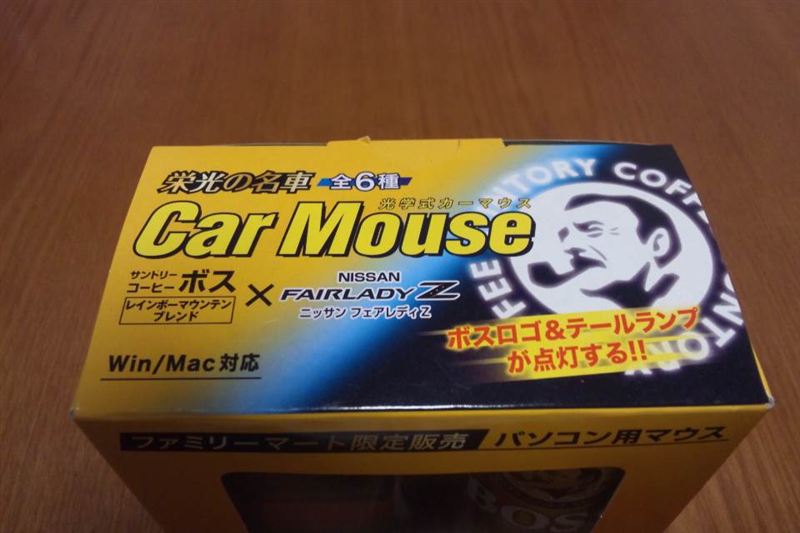 栄光の名車 全6種
光学式カーマウス
Car Mouse
サントリー
コーヒー ボス
レインボーマウンテン
ブレンド
×
NISSAN
FAIRLADY Z
ニッサン フェアレディZ
ボスロゴ&テールランプ
が点灯する!!
Win/Mac対応
ファミリーマート限定販売 パソコン用マウス
BOS